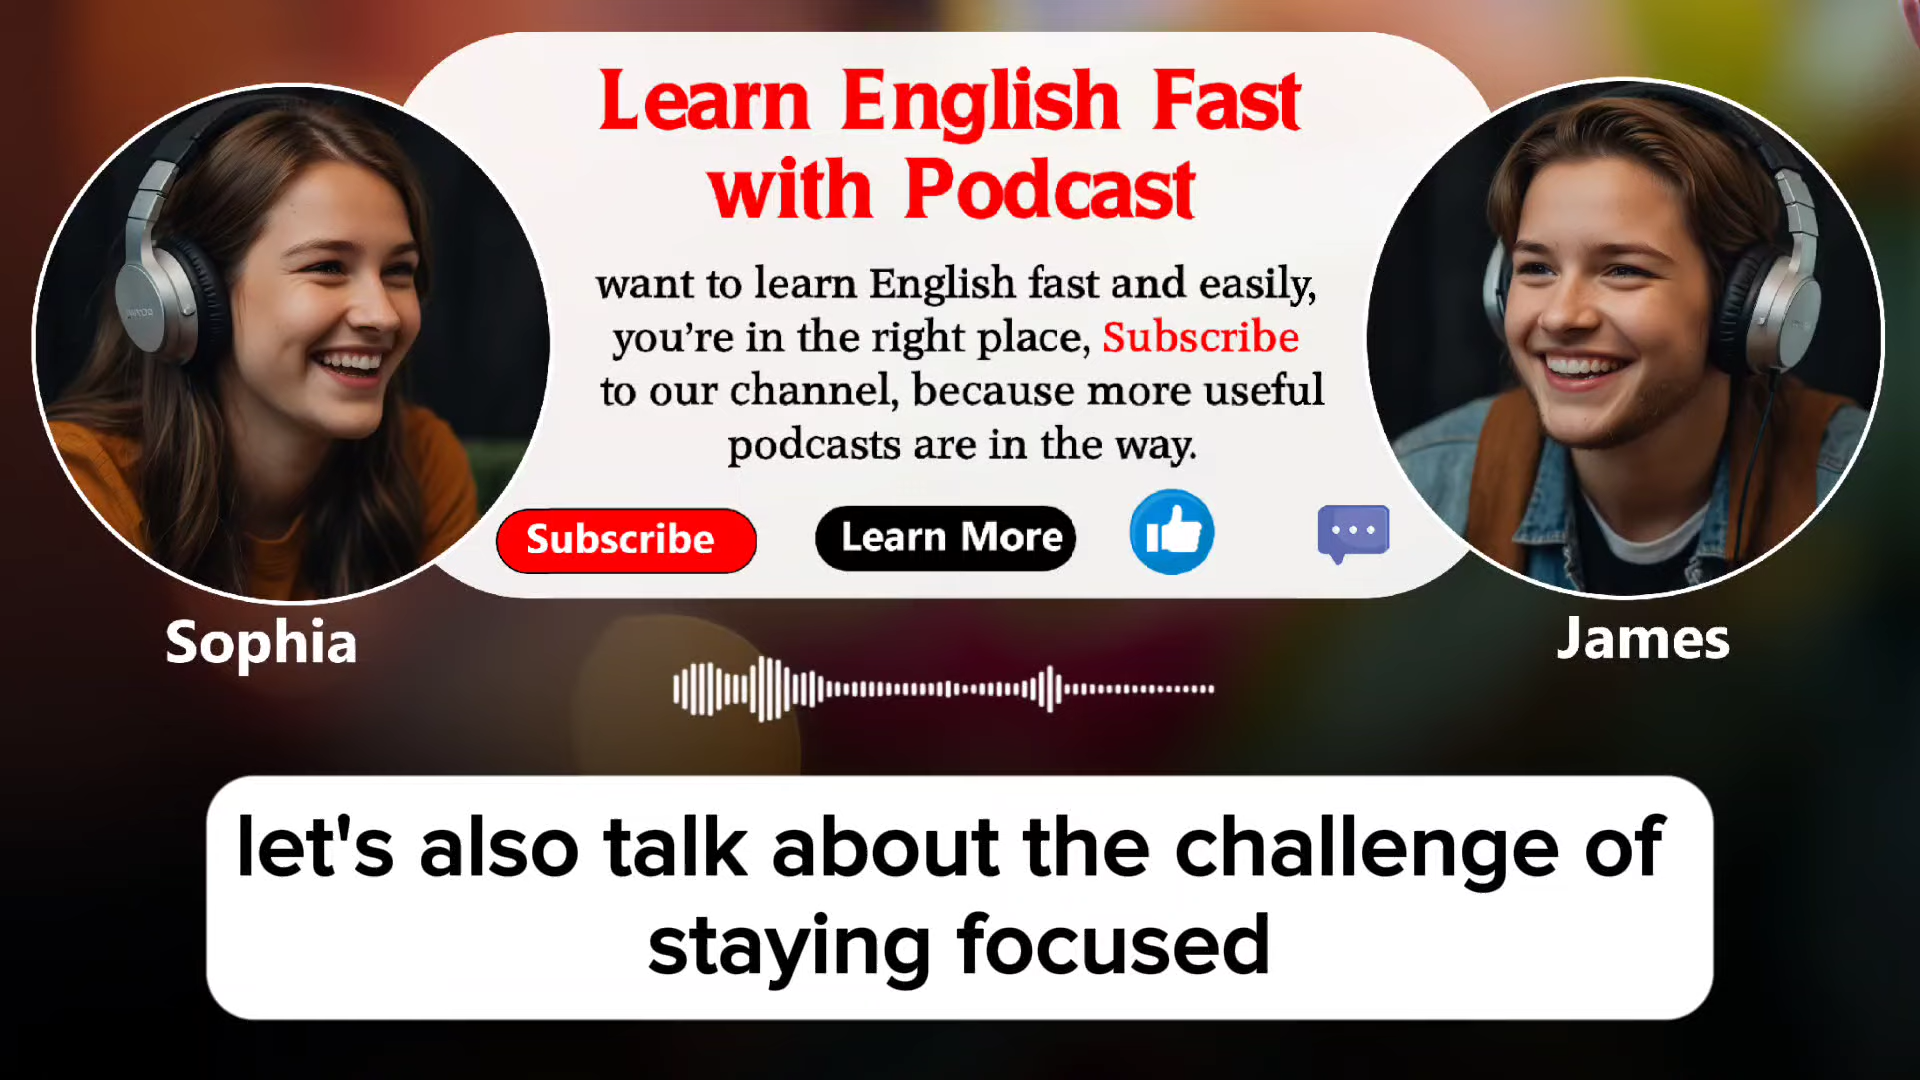 Learn English Fast
with Podcast
want to learn English fast and easily,
you're in the right place, Subscribe
to our channel, because more useful
podcasts are in the way.
Subscribe
Learn More
Sophia
James
let's also talk about the challenge of
staying focused